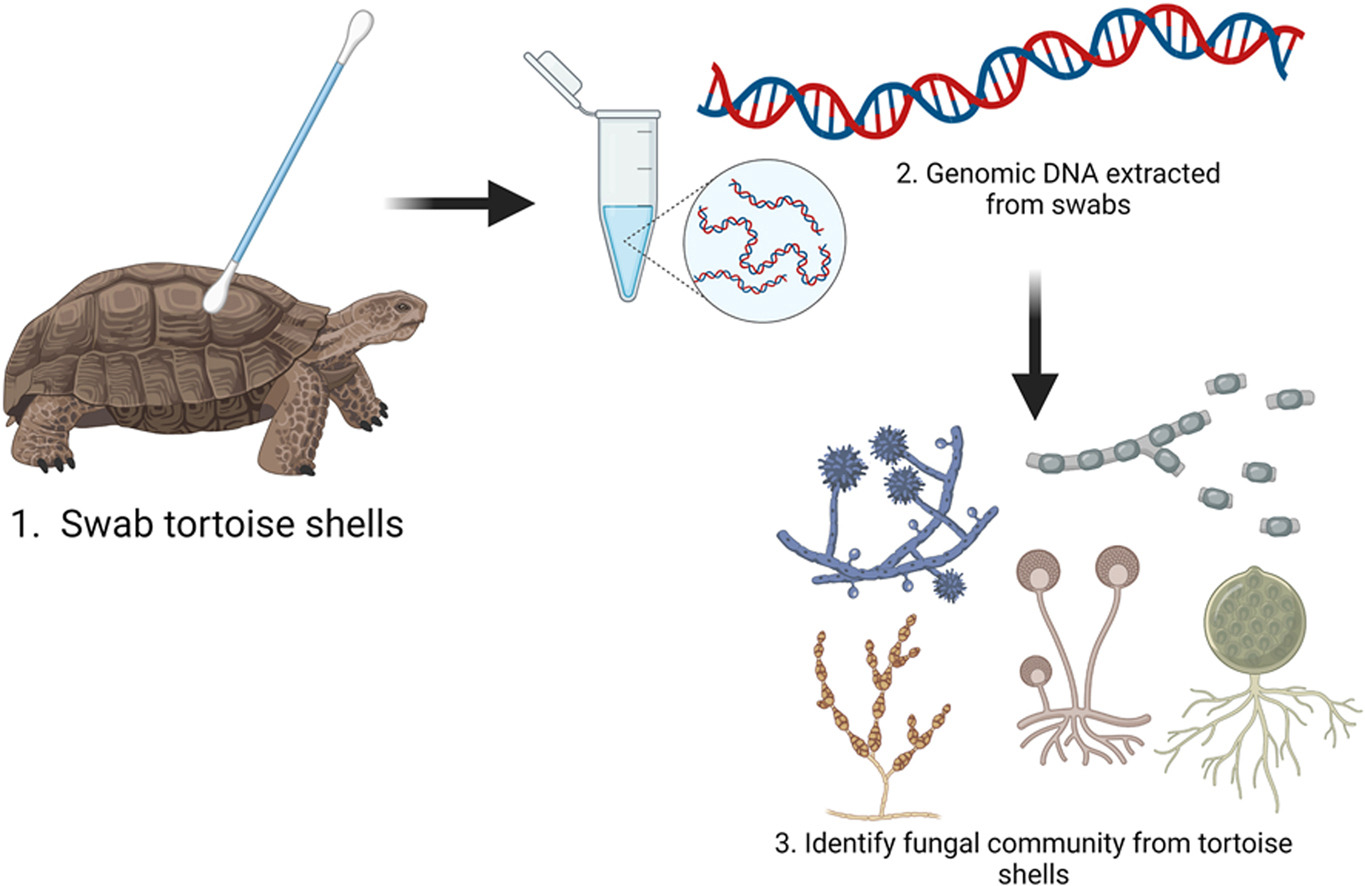 1. Swab tortoise shells
2. Genomic DNA extracted
from swabs
3. Identify fungal community from tortoise
shells